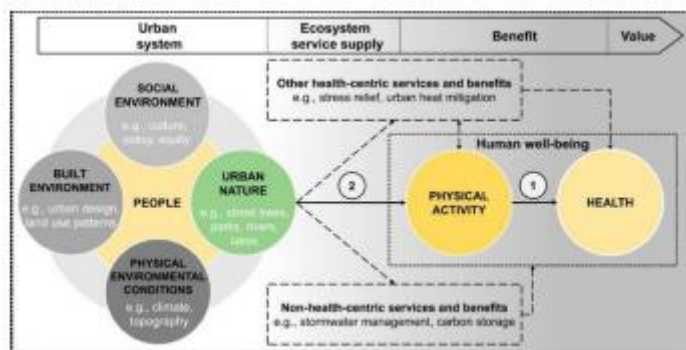 Urban
system
Ecosystem
service supply
Benefit
Value
SOCIAL
ENVIRONMENT
e.g., culture,
policy, equity
BUILT
ENVIRONMENT
e.g., urban design,
land use patterns,
PEOPLE
URBAN
NATURE
e.g., street trees,
parks, rivers,
lakes
PHYSICAL
ENVIRONMENTAL
CONDITIONS
e.g., climate,
topography
Other health-centric services and benefits
e.g., stress relief, urban heat mitigation
Human well-being
2
PHYSICAL
ACTIVITY
1
HEALTH
Non-health-centric services and benefits
e.g., stormwater management, carbon storage